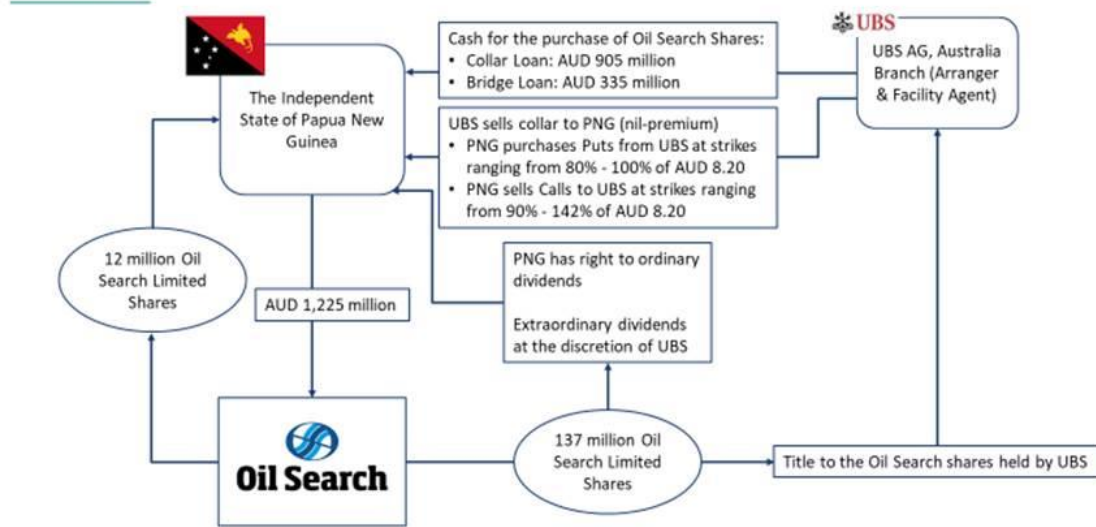 UBS
Cash for the purchase of Oil Search Shares:
• Collar Loan: AUD 905 million
• Bridge Loan: AUD 335 million
UBS AG, Australia
Branch (Arranger
& Facility Agent)
The Independent
State of Papua New
Guinea
UBS sells collar to PNG (nil-premium)
• PNG purchases Puts from UBS at strikes
ranging from 80% - 100% of AUD 8.20
• PNG sells Calls to UBS at strikes ranging
from 90% - 142% of AUD 8.20
12 million Oil
Search Limited
Shares
AUD 1,225 million
PNG has right to ordinary
dividends
Extraordinary dividends
at the discretion of UBS
Oil Search
137 million Oil
Search Limited
Shares
Title to the Oil Search shares held by UBS